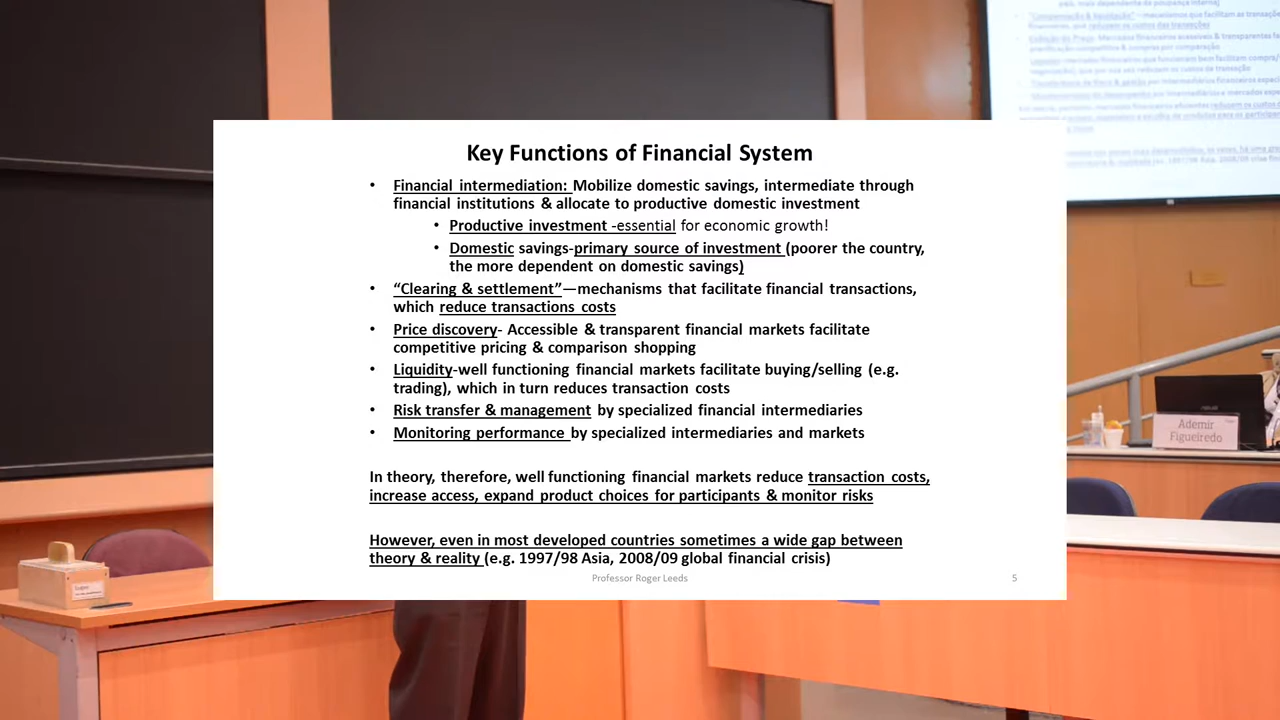 Key Functions of Financial System
• Financial intermediation: Mobilize domestic savings, intermediate through
financial institutions & allocate to productive domestic investment
• Productive investment -essential for economic growth!
• Domestic savings-primary source of investment (poorer the country,
the more dependent on domestic savings)
• “Clearing & settlement”—mechanisms that facilitate financial transactions,
which reduce transactions costs
• Price discovery- Accessible & transparent financial markets facilitate
competitive pricing & comparison shopping
• Liquidity-well functioning financial markets facilitate buying/selling (e.g.
trading), which in turn reduces transaction costs
• Risk transfer & management by specialized financial intermediaries
• Monitoring performance by specialized intermediaries and markets
In theory, therefore, well functioning financial markets reduce transaction costs,
increase access, expand product choices for participants & monitor risks
However, even in most developed countries sometimes a wide gap between
theory & reality (e.g. 1997/98 Asia, 2008/09 global financial crisis)
Professor Roger Leeds
5
Ademir
Figueiredo